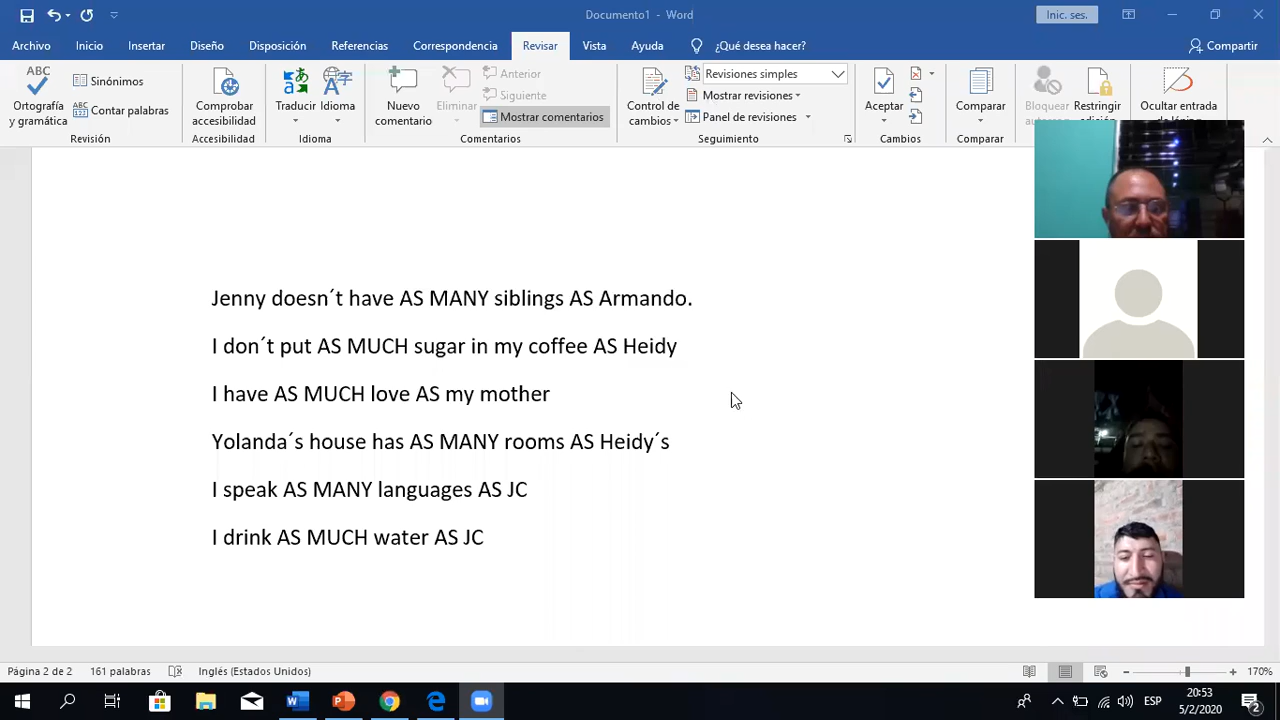 Documento1 - Word
Inic. ses.
Archivo Inicio Insertar Diseño Disposición Referencias Correspondencia Revisar Vista Ayuda ¿Qué desea hacer? Compartir
ABC
Ortografía y gramática
Sinónimos
ABC
123
Contar palabras
Revisión
Comprobar accesibilidad
Accesibilidad
Traducir
Idioma
Idioma
Nuevo comentario
Eliminar
Anterior
Siguiente
Mostrar comentarios
Comentarios
Control de cambios
Revisiones simples
Mostrar revisiones
Panel de revisiones
Seguimiento
Aceptar
Cambios
Comparar
Comparar
Bloquear
Restringir
Ocultar entrada
Jenny doesn´t have AS MANY siblings AS Armando.
I don´t put AS MUCH sugar in my coffee AS Heidy
I have AS MUCH love AS my mother
Yolanda´s house has AS MANY rooms AS Heidy´s
I speak AS MANY languages AS JC
I drink AS MUCH water AS JC
Página 2 de 2 161 palabras Inglés (Estados Unidos) 170%
ESP
20:53
5/2/2020
2